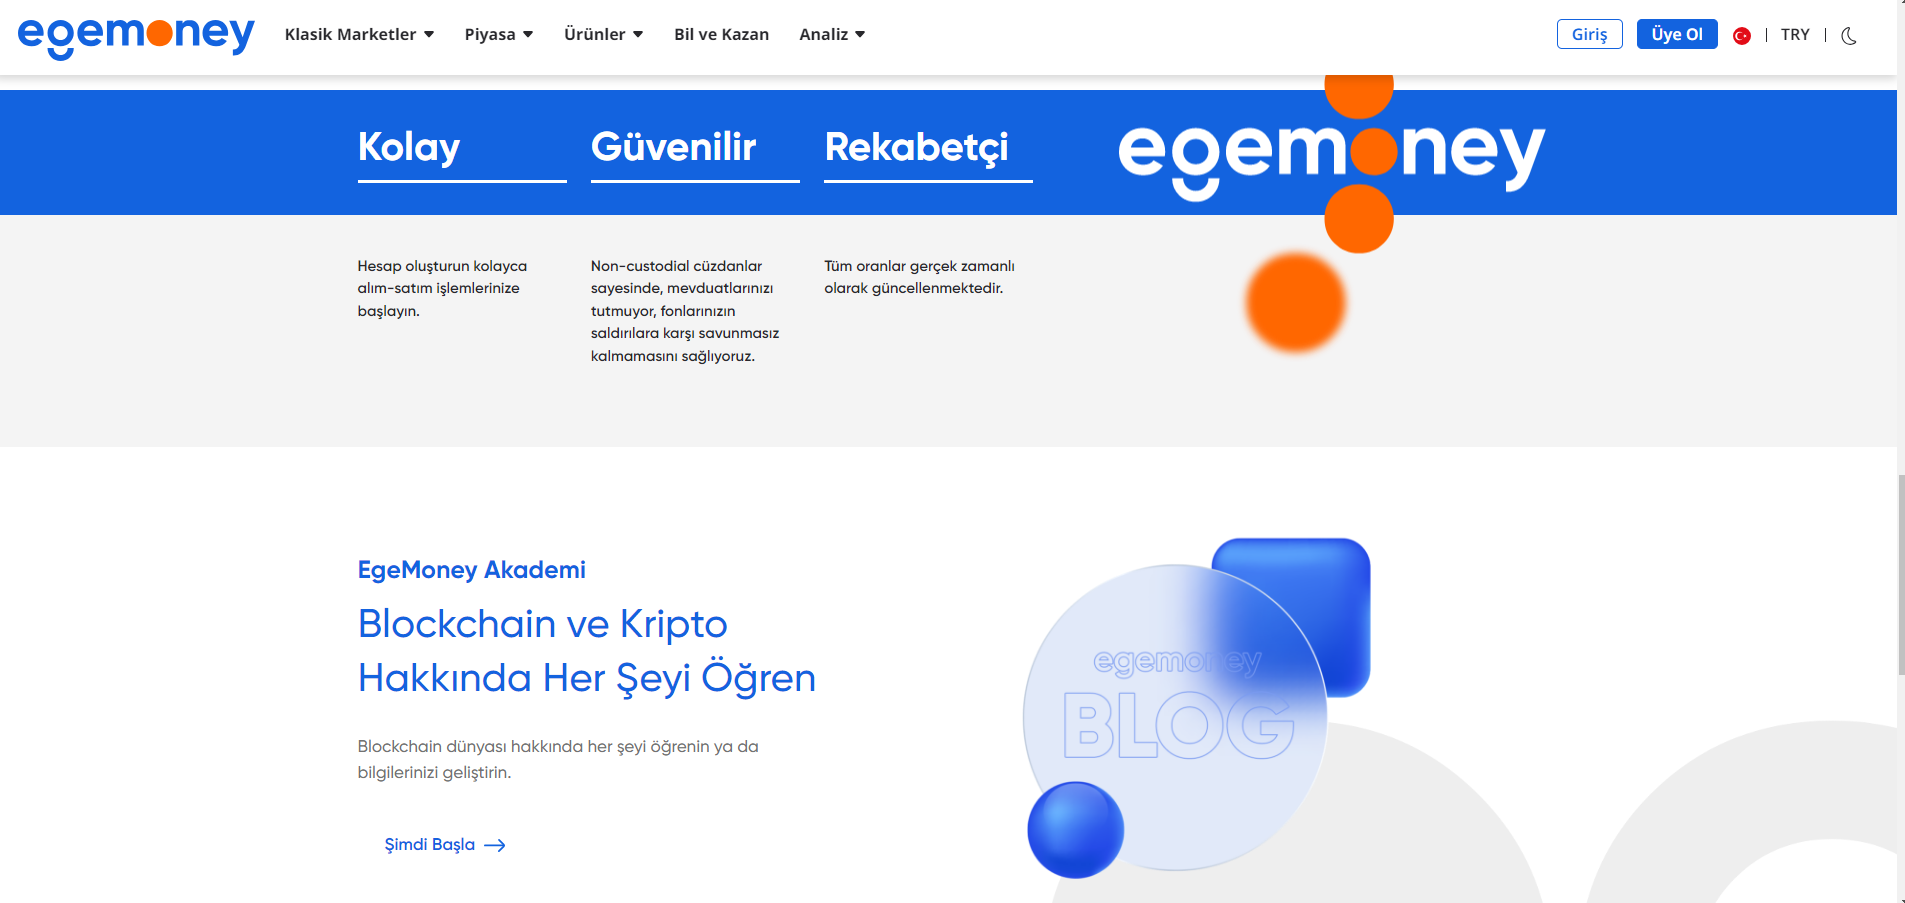 egemoney Klasik Marketler Piyasa Ürünler Bil ve Kazan Analiz Giriş Üye Ol | TRY |
Kolay Güvenilir Rekabetçi egemoney
Hesap oluşturun kolayca
alım-satım işlemlerinize
başlayın.
Non-custodial cüzdanlar
sayesinde, mevduatlarınızı
tutmuyor, fonlarınızın
saldırılara karşı savunmasız
kalmamasını sağlıyoruz.
Tüm oranlar gerçek zamanlı
olarak güncellenmektedir.
EgeMoney Akademi
Blockchain ve Kripto
Hakkında Her Şeyi Öğren
Blockchain dünyası hakkında her şeyi öğrenin ya da
bilgilerinizi geliştirin.
Şimdi Başla
egemoney
BLOG